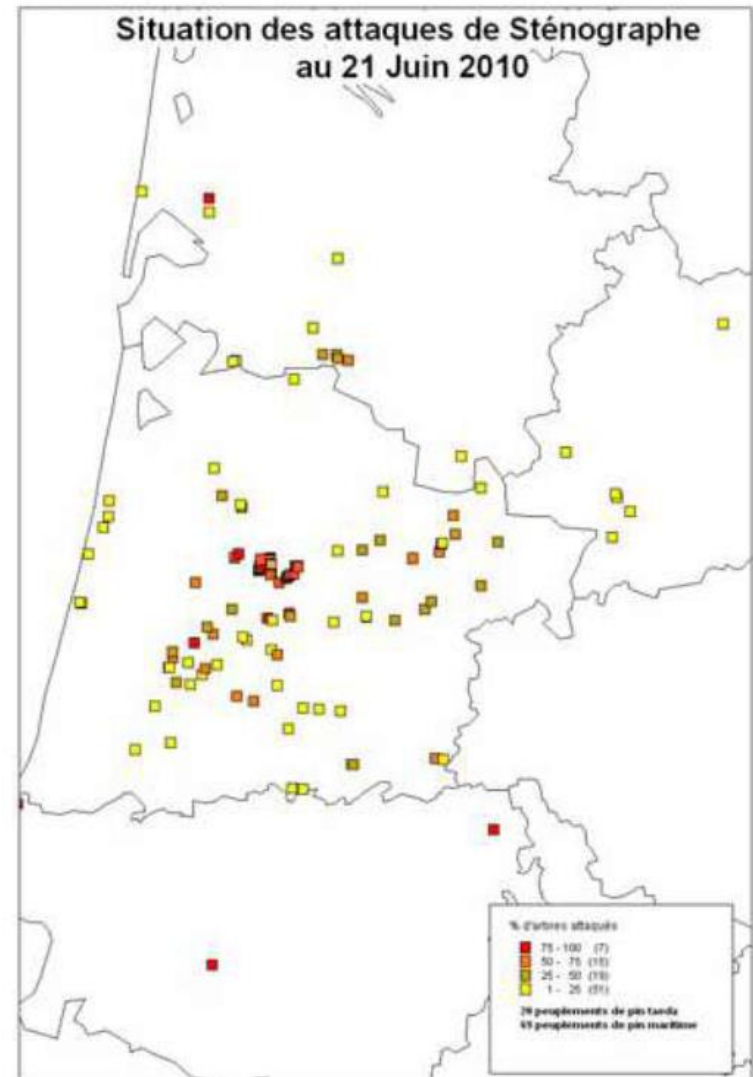 Situation des attaques de Sténographe
au 21 Juin 2010
% d'arbres attaqués
75 - 100 (7)
50 - 75 (15)
25 - 50 (19)
1 - 25 (51)
peuplements de pin taeda
69 peuplements de pin maritime